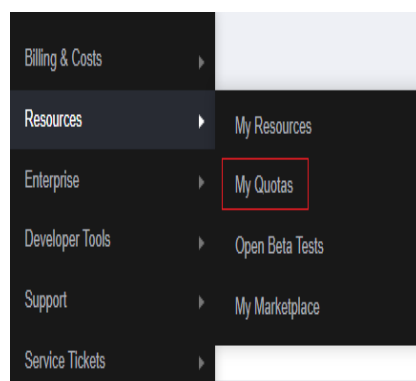 Billing & Costs
Resources
Enterprise
Developer Tools
Support
Service Tickets
My Resources
My Quotas
Open Beta Tests
My Marketplace